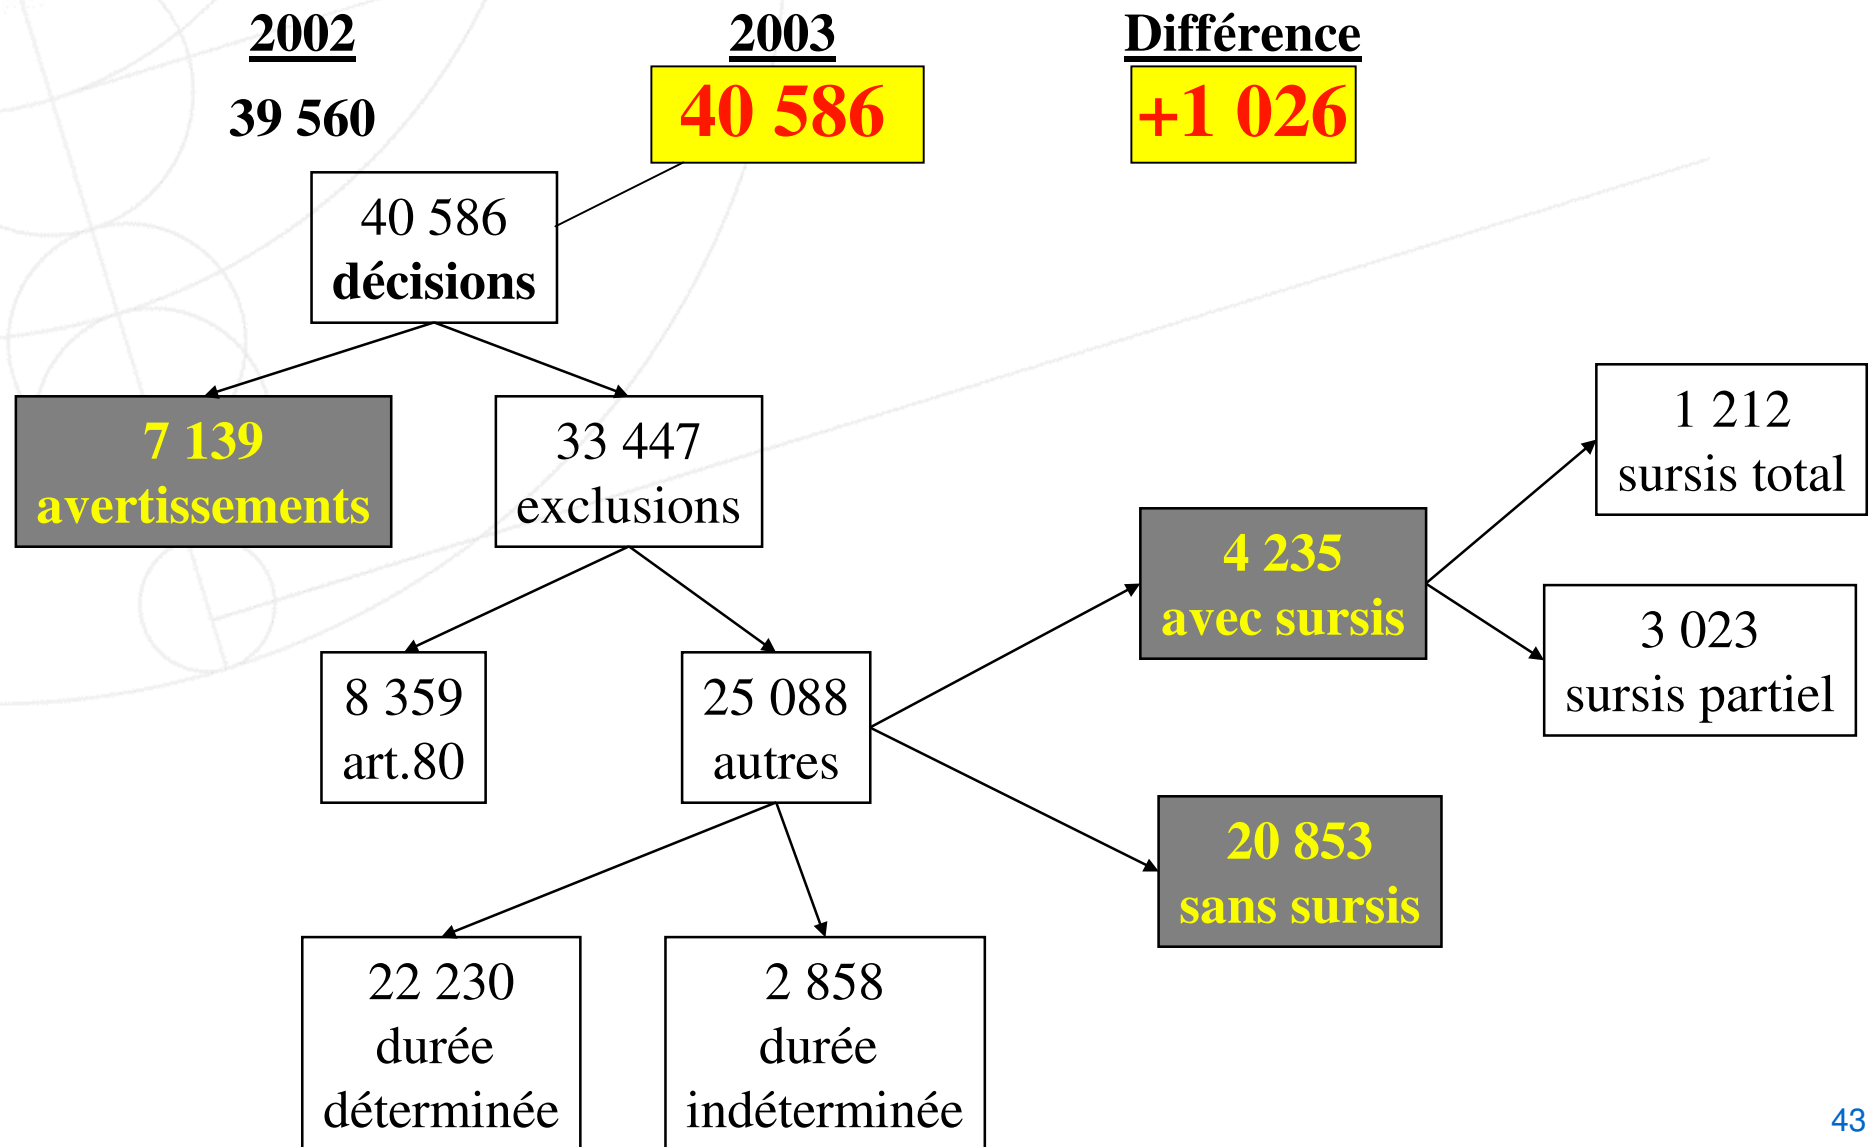 2002 2003 Différence
39 560 40 586 +1 026
40 586
décisions
7 139
avertissements
33 447
exclusions
8 359
art.80
25 088
autres
22 230
durée
déterminée
2 858
durée
indéterminée
4 235
avec sursis
20 853
sans sursis
1 212
sursis total
3 023
sursis partiel
43